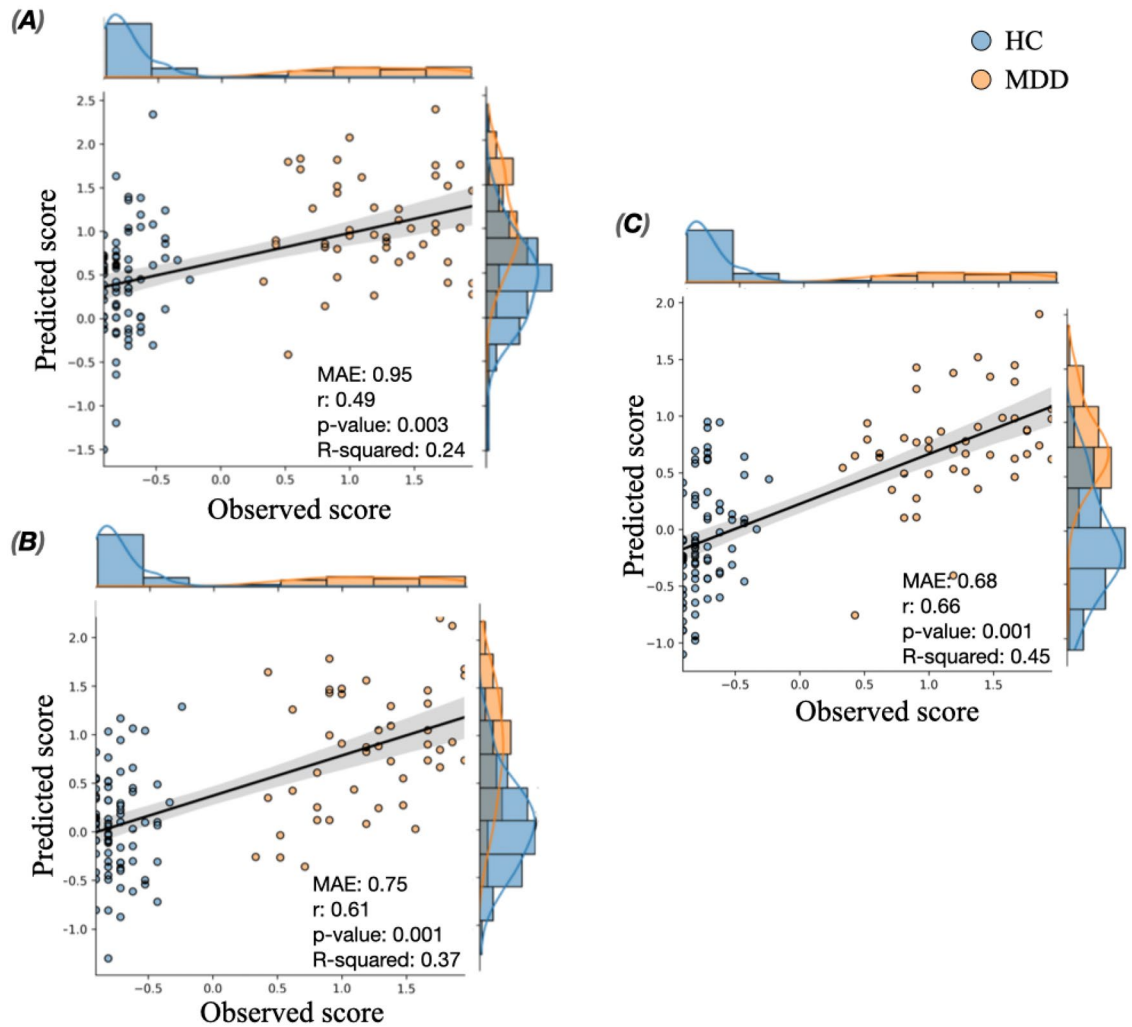 (A)
HC
MDD
2.5
2.0
1.5
1.0
0.5
0.0
−0.5
−1.0
−1.5
Predicted score
MAE: 0.95
r: 0.49
p-value: 0.003
R-squared: 0.24
−0.5 0.0 0.5 1.0 1.5
Observed score
(B)
2.0
1.5
1.0
0.5
0.0
−0.5
−1.0
Predicted score
MAE: 0.75
r: 0.61
p-value: 0.001
R-squared: 0.37
−0.5 0.0 0.5 1.0 1.5
Observed score
(C)
2.0
1.5
1.0
0.5
0.0
−0.5
−1.0
Predicted score
MAE: 0.68
r: 0.66
p-value: 0.001
R-squared: 0.45
−0.5 0.0 0.5 1.0 1.5
Observed score